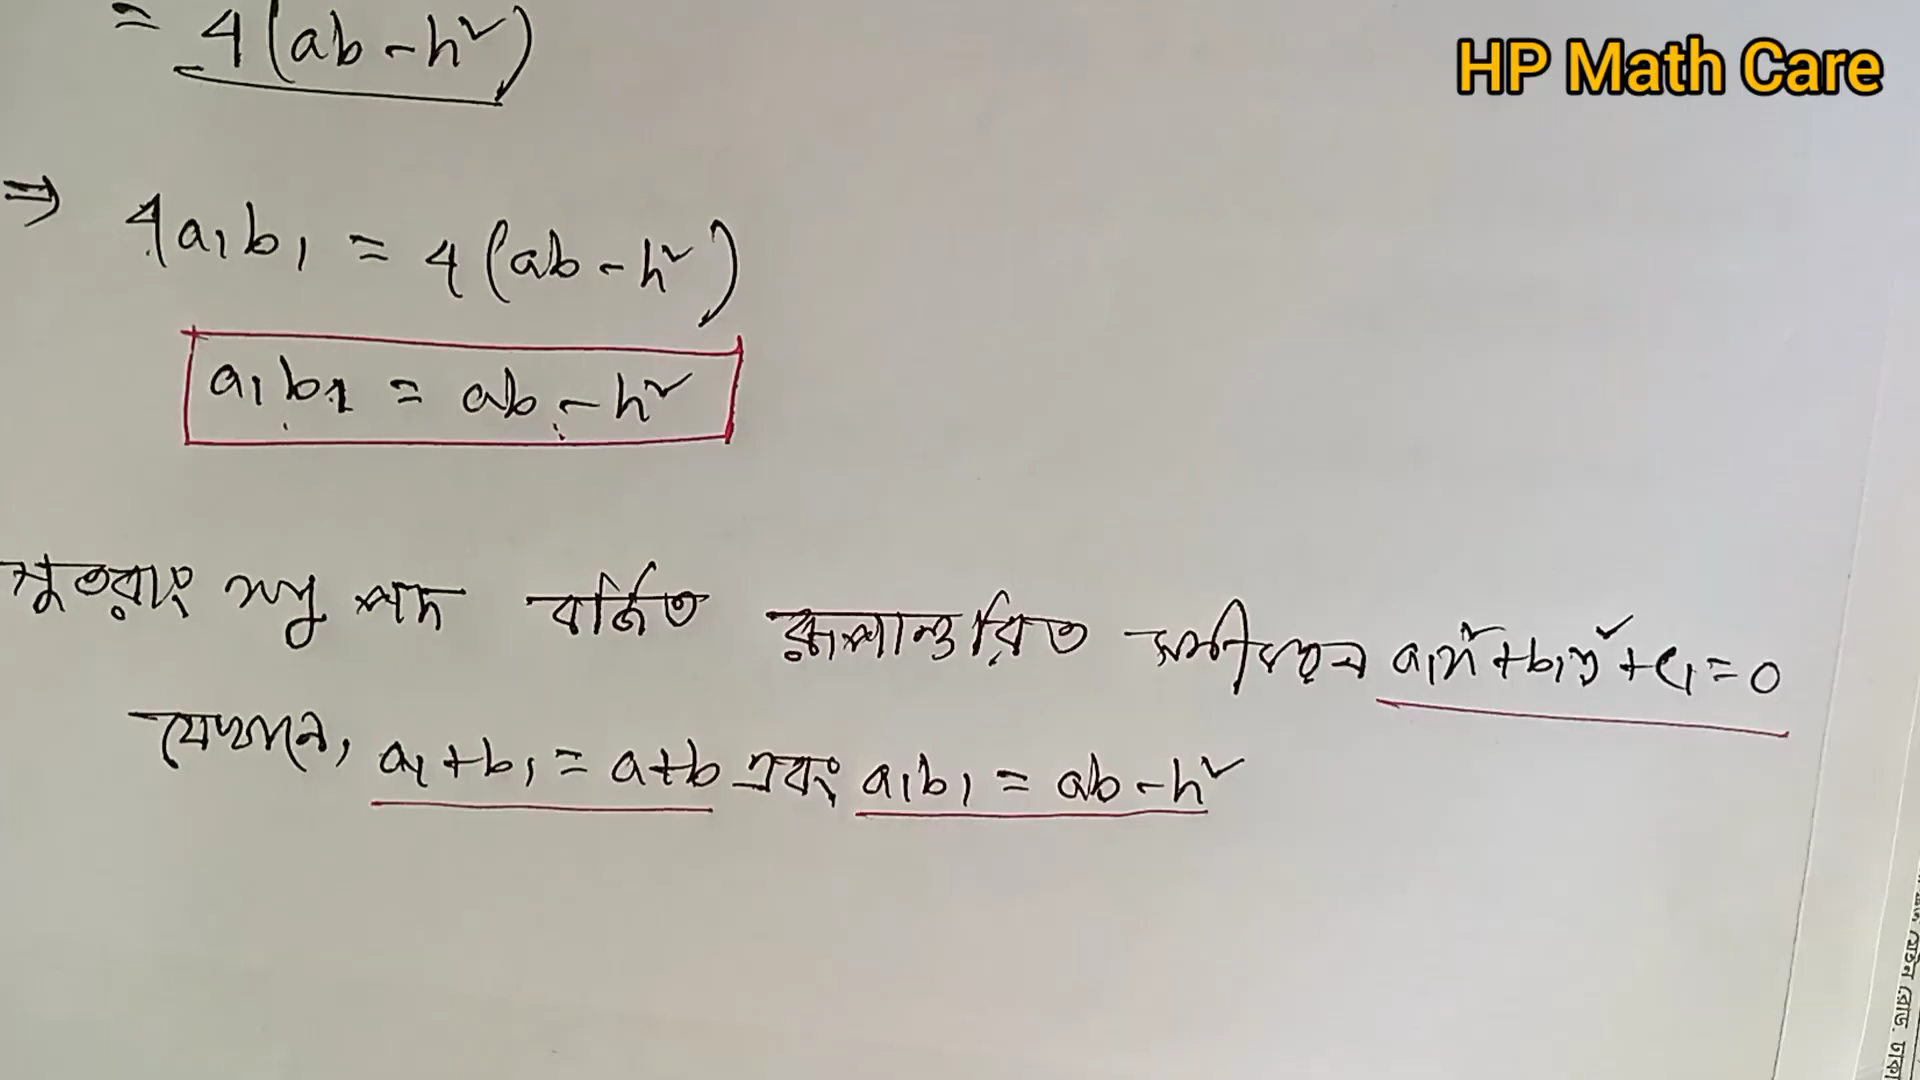 = 4(ab - h²)
HP Math Care
⇒ 4a₁b₁ = 4(ab - h²)
a₁b₁ = ab - h²
সুতরাং xy পদ বর্জিত রূপান্তরিত সমীকরণ a₁x² + b₁y² + c₁ = 0
যেখানে, a₁ + b₁ = a + b এবং a₁b₁ = ab - h²